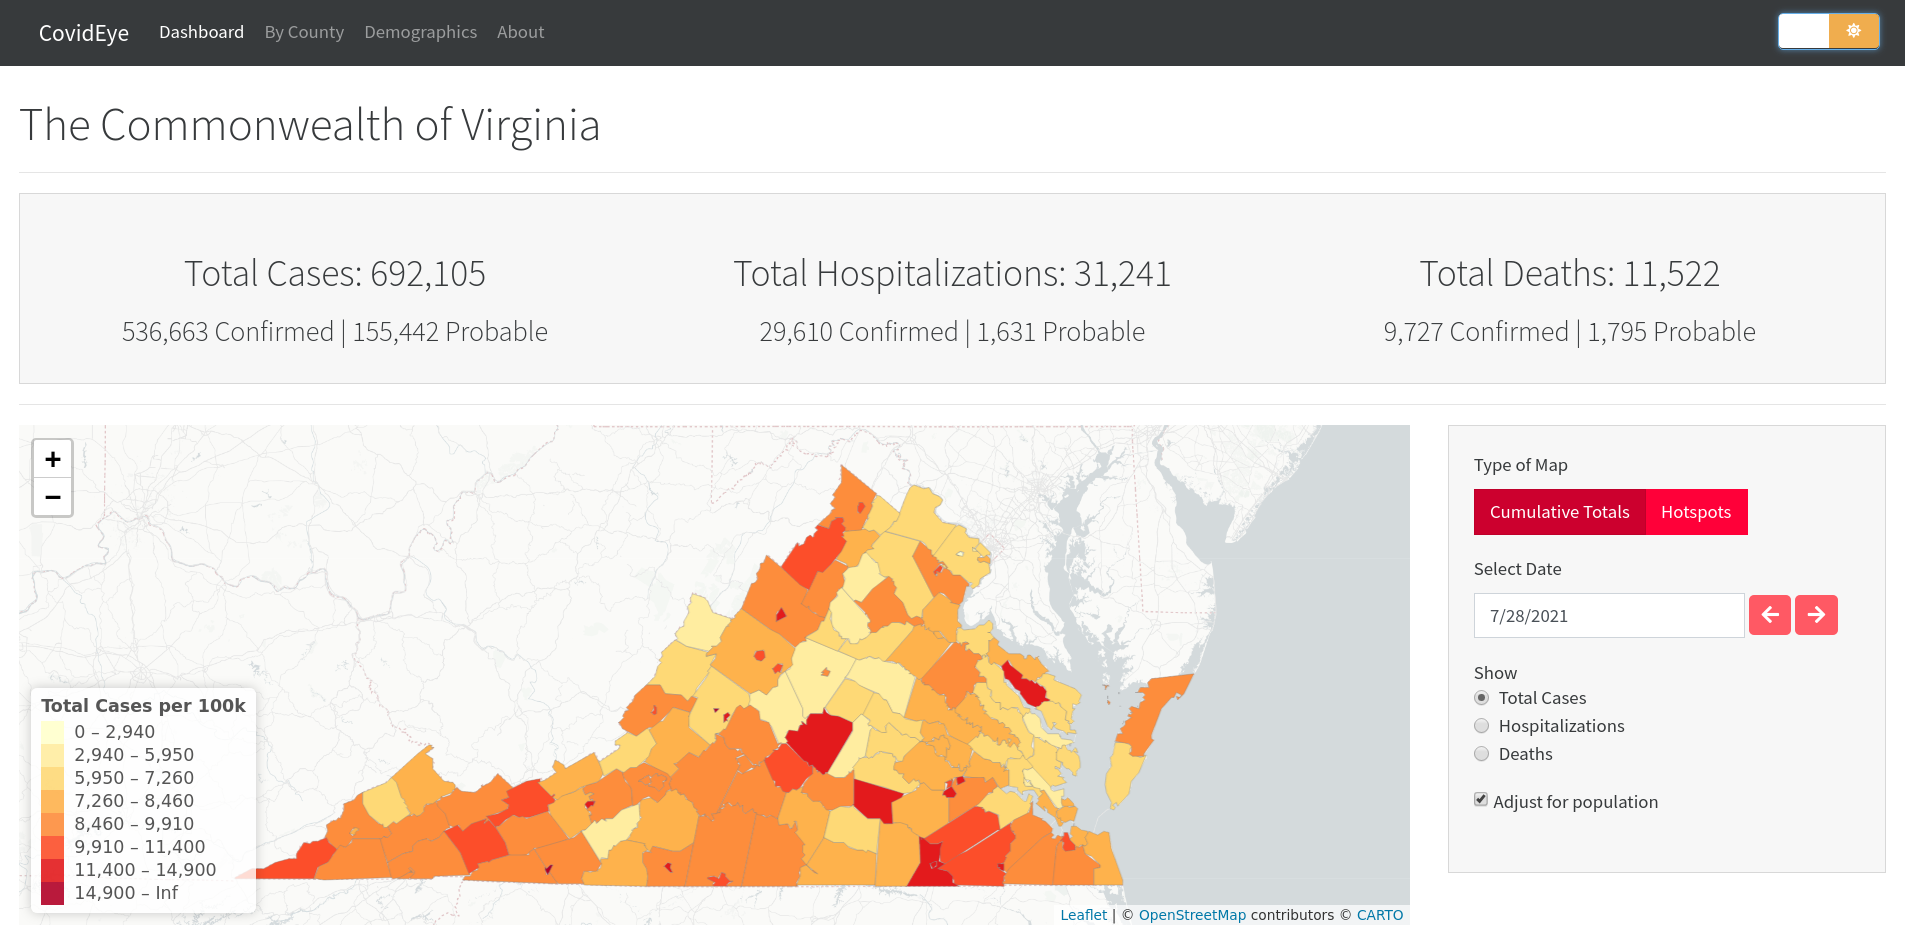 CovidEye Dashboard By County Demographics About
The Commonwealth of Virginia
Total Cases: 692,105
536,663 Confirmed | 155,442 Probable
Total Hospitalizations: 31,241
29,610 Confirmed | 1,631 Probable
Total Deaths: 11,522
9,727 Confirmed | 1,795 Probable
+
−
Total Cases per 100k
0 – 2,940
2,940 – 5,950
5,950 – 7,260
7,260 – 8,460
8,460 – 9,910
9,910 – 11,400
11,400 – 14,900
14,900 – Inf
Leaflet | © OpenStreetMap contributors © CARTO
Type of Map
Cumulative Totals Hotspots
Select Date
7/28/2021
Show
Total Cases
Hospitalizations
Deaths
Adjust for population